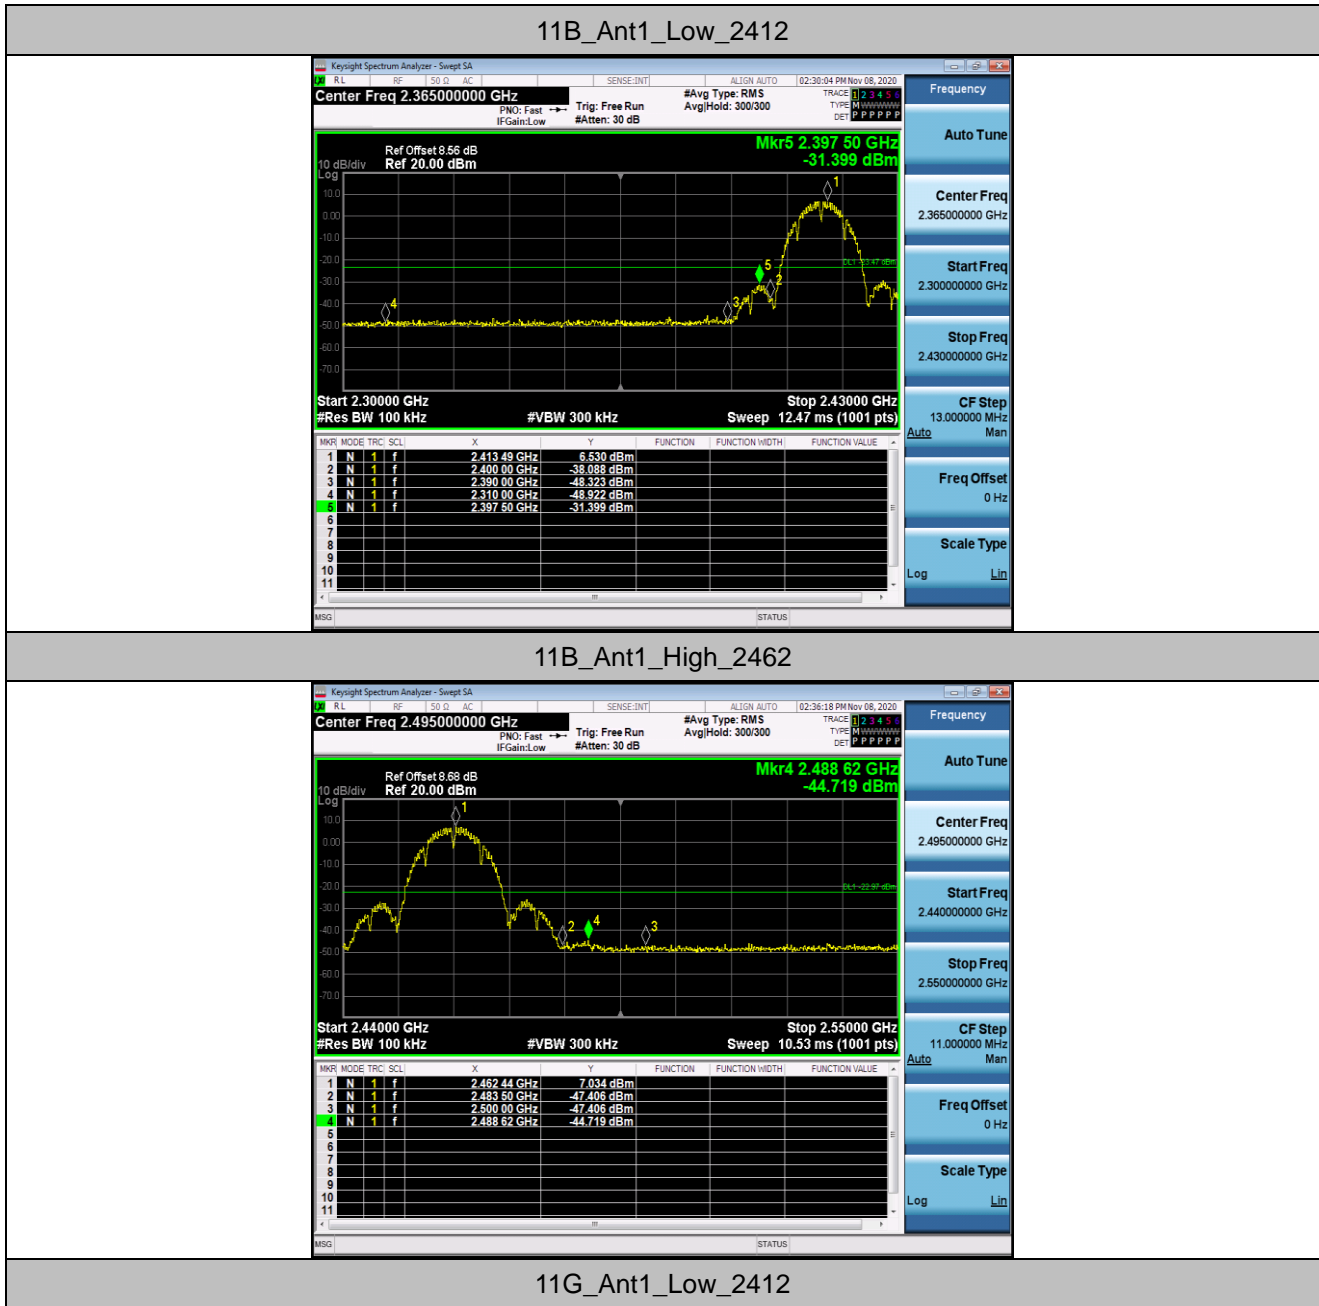 11B_Ant1_Low_2412
Keysight Spectrum Analyzer - Swept SA
RL RF 50 Ω AC SENSE:INT ALIGN AUTO 02:30:04 PM Nov 08, 2020
Center Freq 2.365000000 GHz
PNO: Fast
IFGain:Low
Trig: Free Run
#Atten: 30 dB
#Avg Type: RMS
Avg|Hold: 300/300
TRACE 1 2 3 4 5 6
TYPE M
DET P P P P P P
Frequency
Mkr5 2.397 50 GHz
-31.399 dBm
Ref Offset 8.56 dB
10 dB/div Ref 20.00 dBm
Log
10.0
0.00
-10.0
-20.0
-30.0
-40.0
-50.0
-60.0
-70.0
1
DL1 -23.47 dBm
5
2
3
4
Start 2.30000 GHz Stop 2.43000 GHz
#Res BW 100 kHz #VBW 300 kHz Sweep 12.47 ms (1001 pts)
MKR MODE TRC SCL X Y FUNCTION FUNCTION WIDTH FUNCTION VALUE
1 N 1 f 2.413 49 GHz 6.530 dBm
2 N 1 f 2.400 00 GHz -38.088 dBm
3 N 1 f 2.390 00 GHz -48.323 dBm
4 N 1 f 2.310 00 GHz -48.922 dBm
5 N 1 f 2.397 50 GHz -31.399 dBm
6
7
8
9
10
11
MSG STATUS
Auto Tune
Center Freq
2.365000000 GHz
Start Freq
2.300000000 GHz
Stop Freq
2.430000000 GHz
CF Step
13.000000 MHz
Auto Man
Freq Offset
0 Hz
Scale Type
Log Lin
11B_Ant1_High_2462
Keysight Spectrum Analyzer - Swept SA
RL RF 50 Ω AC SENSE:INT ALIGN AUTO 02:36:18 PM Nov 08, 2020
Center Freq 2.495000000 GHz
PNO: Fast
IFGain:Low
Trig: Free Run
#Atten: 30 dB
#Avg Type: RMS
Avg|Hold: 300/300
TRACE 1 2 3 4 5 6
TYPE M
DET P P P P P P
Frequency
Mkr4 2.488 62 GHz
-44.719 dBm
Ref Offset 8.68 dB
10 dB/div Ref 20.00 dBm
Log
10.0
0.00
-10.0
-20.0
-30.0
-40.0
-50.0
-60.0
-70.0
1
DL1 -22.97 dBm
2
4
3
Start 2.44000 GHz Stop 2.55000 GHz
#Res BW 100 kHz #VBW 300 kHz Sweep 10.53 ms (1001 pts)
MKR MODE TRC SCL X Y FUNCTION FUNCTION WIDTH FUNCTION VALUE
1 N 1 f 2.462 44 GHz 7.034 dBm
2 N 1 f 2.483 50 GHz -47.406 dBm
3 N 1 f 2.500 00 GHz -47.406 dBm
4 N 1 f 2.488 62 GHz -44.719 dBm
5
6
7
8
9
10
11
MSG STATUS
Auto Tune
Center Freq
2.495000000 GHz
Start Freq
2.440000000 GHz
Stop Freq
2.550000000 GHz
CF Step
11.000000 MHz
Auto Man
Freq Offset
0 Hz
Scale Type
Log Lin
11G_Ant1_Low_2412